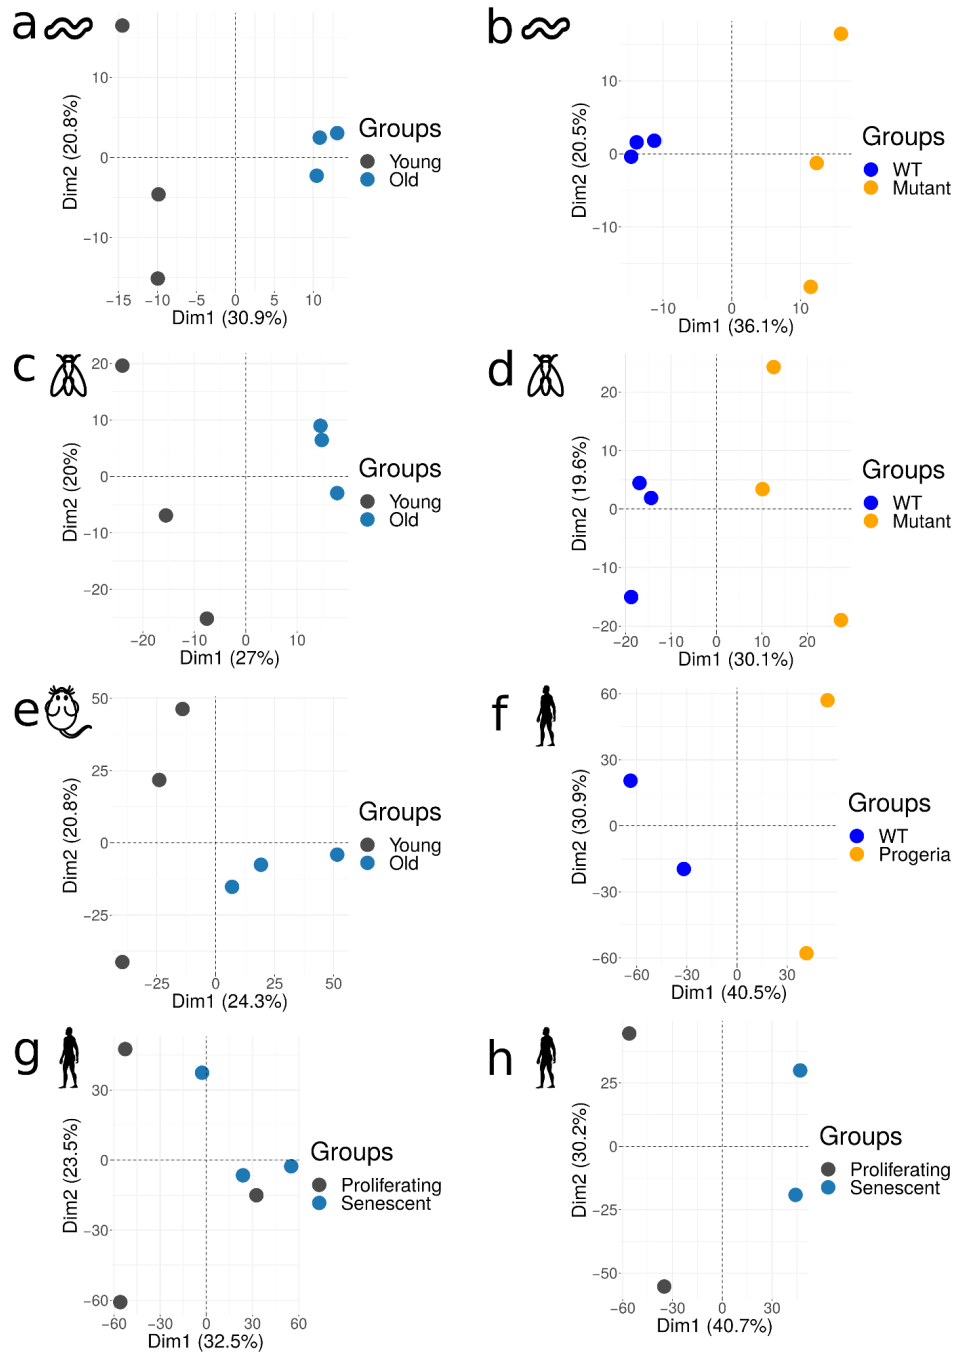 a
10
0
−10
Dim2 (20.8%)
−15 −10 −5 0 5 10
Dim1 (30.9%)
Groups
Young
Old
b
10
0
−10
Dim2 (20.5%)
−10 0 10
Dim1 (36.1%)
Groups
WT
Mutant
c
20
10
0
−10
−20
Dim2 (20%)
−20 −10 0 10
Dim1 (27%)
Groups
Young
Old
d
20
10
0
−10
−20
Dim2 (19.6%)
−20 −10 0 10 20
Dim1 (30.1%)
Groups
WT
Mutant
e
50
25
0
−25
Dim2 (20.8%)
−25 0 25 50
Dim1 (24.3%)
Groups
Young
Old
f
60
30
0
−30
−60
Dim2 (30.9%)
−60 −30 0 30
Dim1 (40.5%)
Groups
WT
Progeria
g
30
0
−30
−60
Dim2 (23.5%)
−60 −30 0 30 60
Dim1 (32.5%)
Groups
Proliferating
Senescent
h
25
0
−25
−50
Dim2 (30.2%)
−60 −30 0 30
Dim1 (40.7%)
Groups
Proliferating
Senescent